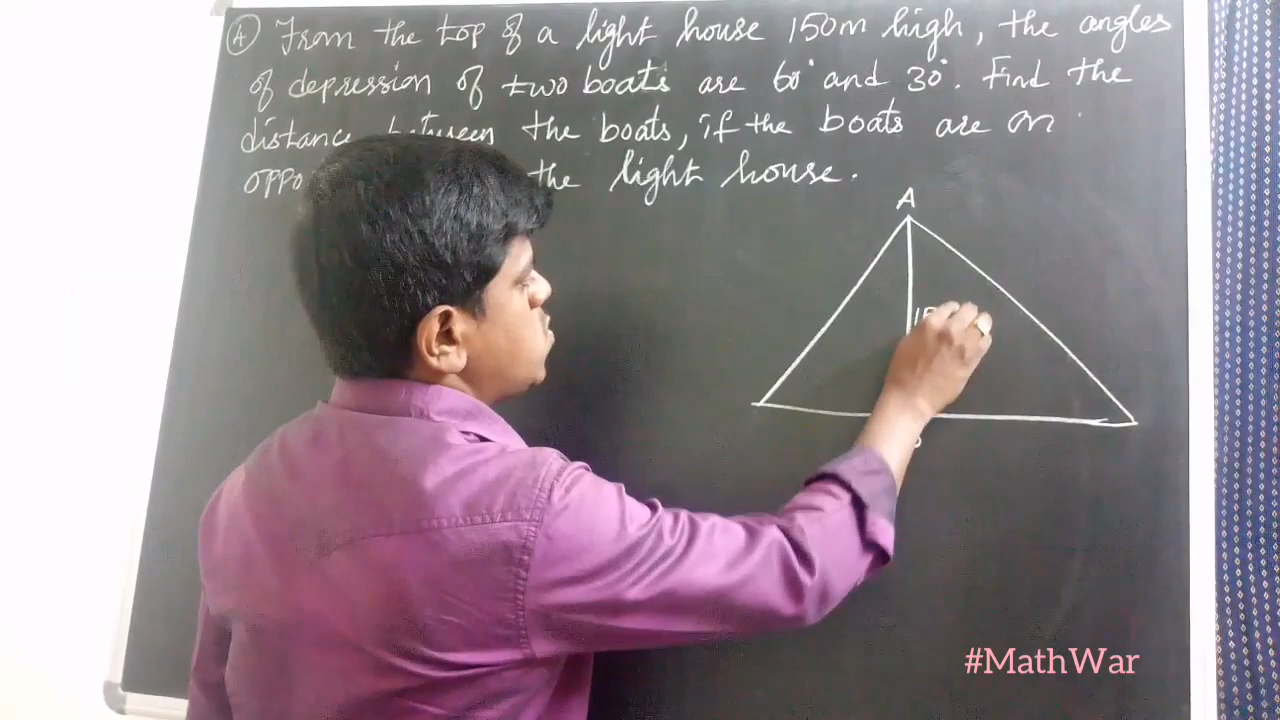 A From the top of a light house 150m high, the angles
of depression of two boats are 60° and 30°. Find the
distance between the boats, if the boats are on
oppo the light house.
A
15
#MathWar